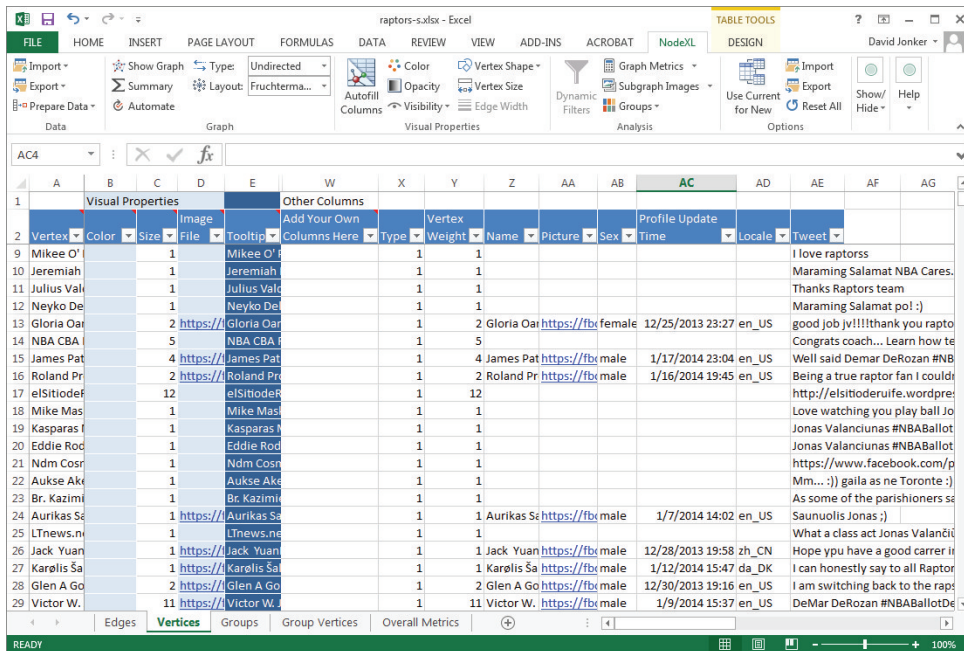 raptors-s.xlsx - Excel
TABLE TOOLS
?
FILE HOME INSERT PAGE LAYOUT FORMULAS DATA REVIEW VIEW ADD-INS ACROBAT NodeXL DESIGN David Jonker
Import Show Graph Type: Undirected Color Vertex Shape Graph Metrics Import
Export Summary Layout: Fruchterma... Opacity Vertex Size Subgraph Images Export
Prepare Data Automate Autofill Columns Visibility Edge Width Dynamic Filters Groups Use Current for New Reset All Show/Hide Help
Data Graph Visual Properties Analysis Options
AC4 fx
A B C D E W X Y Z AA AB AC AD AE AF AG
1 Visual Properties Other Columns
2 Vertex Color Size Image File Tooltip Add Your Own Columns Here Type Vertex Weight Name Picture Sex Profile Update Time Locale Tweet
9 Mikee O' 1 Mikee O' 1 1 I love raptorss
10 Jeremiah 1 Jeremiah 1 1 Maraming Salamat NBA Cares.
11 Julius Valc 1 Julius Valc 1 1 Thanks Raptors team
12 Neyko De 1 Neyko De 1 1 Maraming Salamat po! :)
13 Gloria Oar 2 https:// Gloria Oa 1 2 Gloria Oar https://fbc female 12/25/2013 23:27 en_US good job jv!!!!thank you rapto
14 NBA CBA 5 NBA CBA 1 5 Congrats coach... Learn how te
15 James Pat 4 https:// James Pat 1 4 James Pat https://fbc male 1/17/2014 23:04 en_US Well said Demar DeRozan #NB
16 Roland Pr 2 https:// Roland Pr 1 2 Roland Pr https://fbc male 1/16/2014 19:45 en_US Being a true raptor fan I couldr
17 elSitiodeF 12 elSitiodeR 1 12 http://elsitioderuife.wordpres
18 Mike Mas 1 Mike Mask 1 1 Love watching you play ball Jo
19 Kasparas 1 Kasparas 1 1 Jonas Valanciunas #NBABallot
20 Eddie Rod 1 Eddie Rod 1 1 Jonas Valanciunas #NBABallot
21 Ndm Cosr 1 Ndm Cosn 1 1 https://www.facebook.com/p
22 Aukse Ake 1 Aukse Ake 1 1 Mm... :)) gaila as ne Toronte :)
23 Br. Kazimi 1 Br. Kazimie 1 1 As some of the parishioners sa
24 Aurikas Sa 1 https:// Aurikas Sa 1 1 Aurikas Sa https://fbc male 1/7/2014 14:02 en_US Saunuolis Jonas ;)
25 LTnews.n 1 LTnews.ne 1 1 What a class act Jonas Valančiū
26 Jack Yuan 1 https:// Jack Yuan 1 1 Jack Yuan https://fbc male 12/28/2013 19:58 zh_CN Hope ypu have a good carrer i
27 Karølis Ša 1 https:// Karølis Šal 1 1 Karølis Ša https://fbc male 1/12/2014 15:47 da_DK I can honestly say to all Raptor
28 Glen A Go 2 https:// Glen A Go 1 2 Glen A Go https://fbc male 12/30/2013 19:16 en_US I am switching back to the raps
29 Victor W. 11 https:// Victor W. J 1 11 Victor W. https://fbc male 1/9/2014 15:37 en_US DeMar DeRozan #NBABallotDe
Edges Vertices Groups Group Vertices Overall Metrics
READY 100%